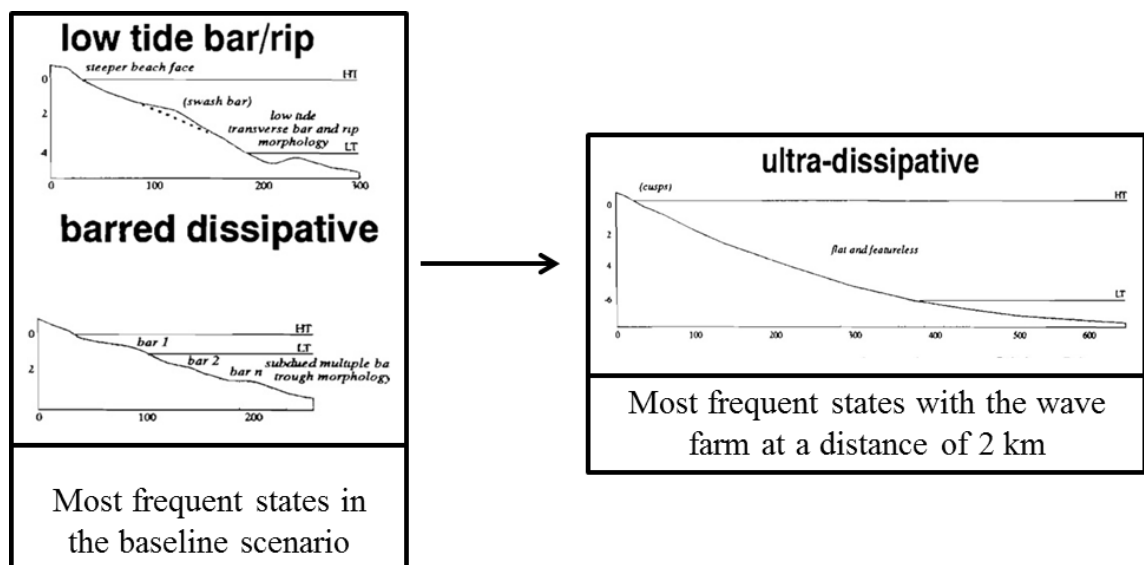 low tide bar/rip
steeper beach face
HT
0
(swash bar)
2
low tide
transverse bar and rip
morphology
LT
4
0 100 200 300
barred dissipative
0
HT
bar 1
LT
bar 2
subdued multiple ba
2
bar n
trough morphology
0 100 200
Most frequent states in
the baseline scenario
ultra-dissipative
(cusps)
HT
0
2
flat and featureless
4
LT
-6
0 100 200 300 400 500 600
Most frequent states with the wave
farm at a distance of 2 km